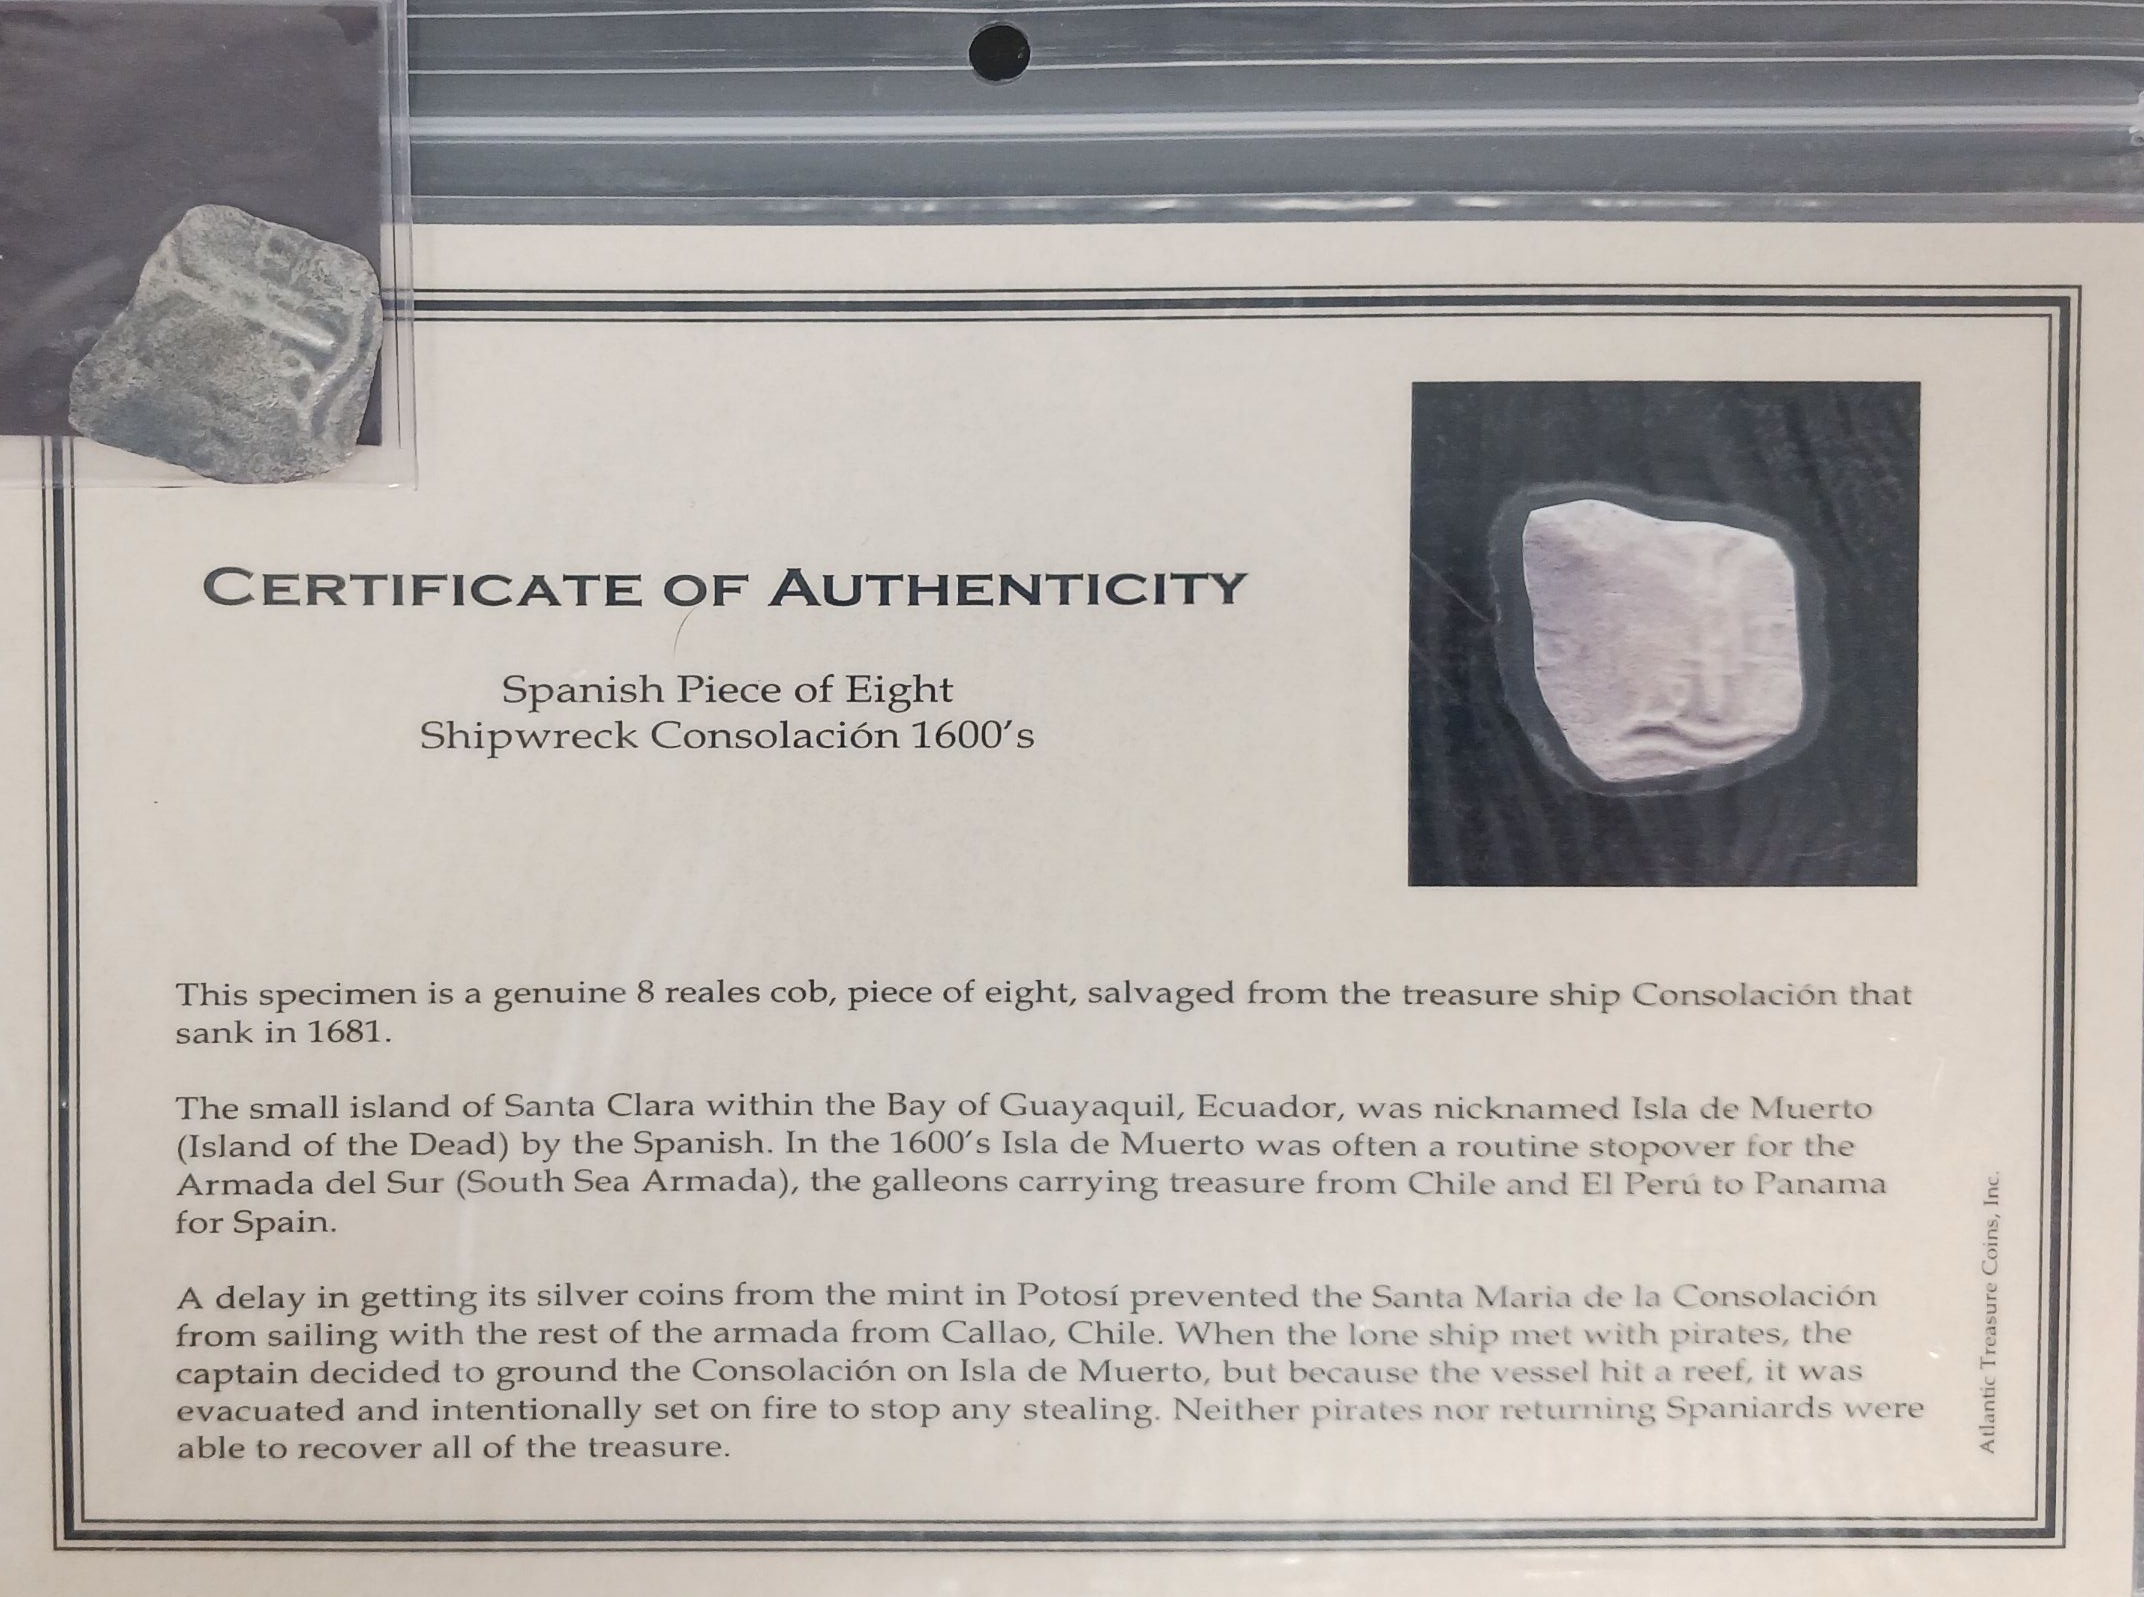 CERTIFICATE OF AUTHENTICITY
Spanish Piece of Eight
Shipwreck Consolación 1600's
This specimen is a genuine 8 reales cob, piece of eight, salvaged from the treasure ship Consolación that
sank in 1681.
The small island of Santa Clara within the Bay of Guayaquil, Ecuador, was nicknamed Isla de Muerto
(Island of the Dead) by the Spanish. In the 1600's Isla de Muerto was often a routine stopover for the
Armada del Sur (South Sea Armada), the galleons carrying treasure from Chile and El Perú to Panama
for Spain.
A delay in getting its silver coins from the mint in Potosí prevented the Santa Maria de la Consolación
from sailing with the rest of the armada from Callao, Chile. When the lone ship met with pirates, the
captain decided to ground the Consolación on Isla de Muerto, but because the vessel hit a reef, it was
evacuated and intentionally set on fire to stop any stealing. Neither pirates nor returning Spaniards were
able to recover all of the treasure.
Atlantic Treasure Coins, Inc.